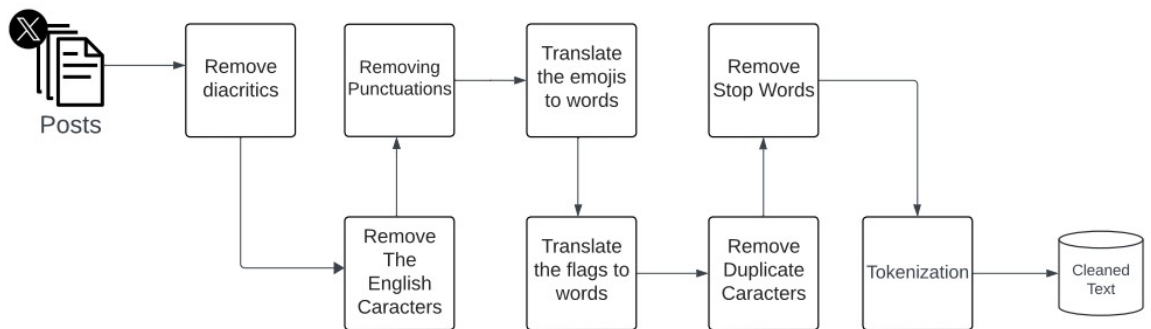 X
Posts
Remove
diacritics
Remove
The
English
Caracters
Removing
Punctuations
Translate
the emojis
to words
Translate
the flags to
words
Remove
Duplicate
Caracters
Remove
Stop Words
Tokenization
Cleaned
Text